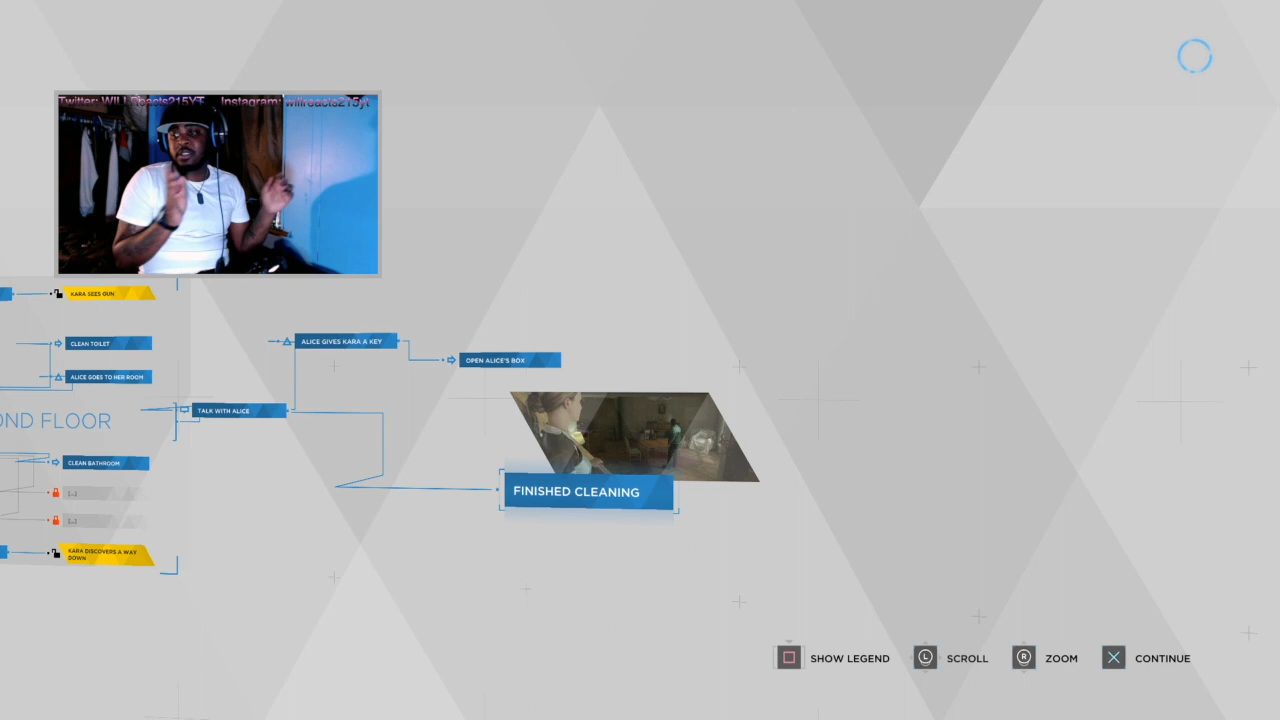 Twitter: WILLReacts215YT Instagram: willreacts215yt
KARA SEES GUN
CLEAN TOILET
ALICE GOES TO HER ROOM
ALICE GIVES KARA A KEY
OPEN ALICE'S BOX
OND FLOOR
TALK WITH ALICE
CLEAN BATHROOM
[...]
[...]
KARA DISCOVERS A WAY
DOWN
FINISHED CLEANING
SHOW LEGEND
L
SCROLL
R
ZOOM
CONTINUE